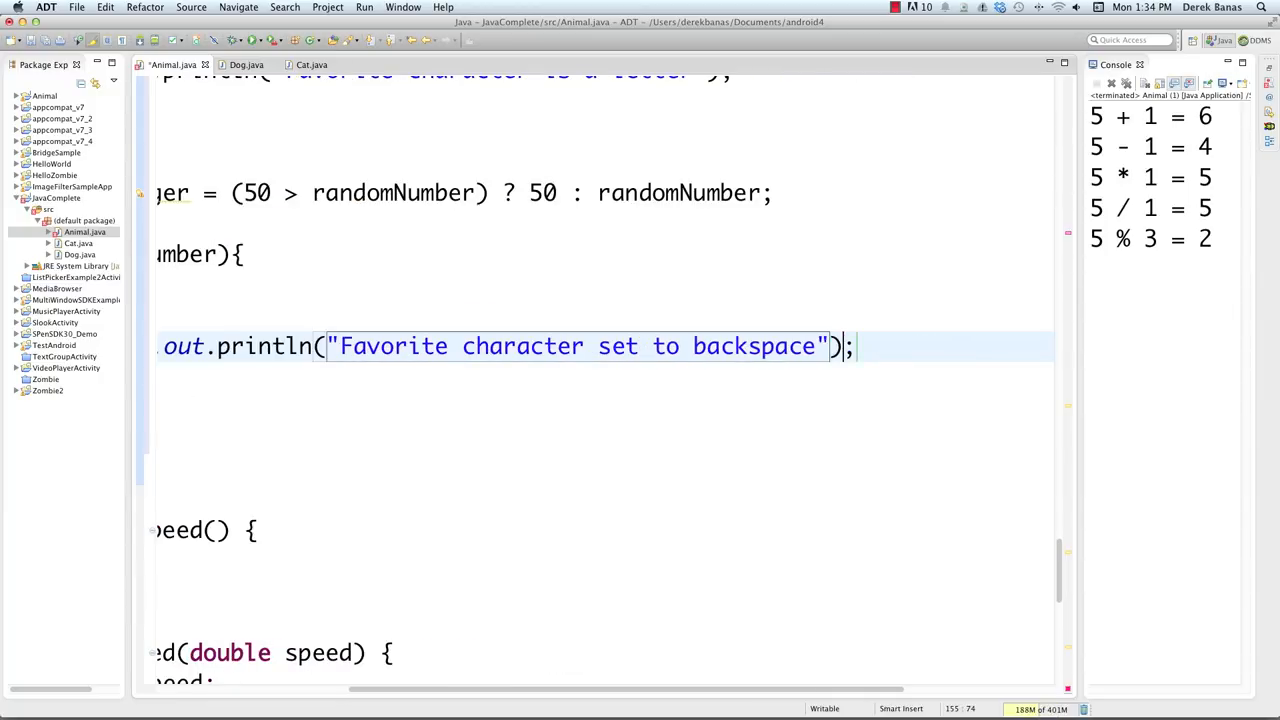 ADT File Edit Refactor Source Navigate Search Project Run Window Help 10 Mon 1:34 PM Derek Banas
Java - JavaComplete/src/Animal.java - ADT - /Users/derekbanas/Documents/android4
Quick Access Java DDMS
Package Exp
*Animal.java Dog.java Cat.java
Console
<terminated> Animal (1) [Java Application] /S
Animal
appcompat_v7
appcompat_v7_2
appcompat_v7_3
appcompat_v7_4
BridgeSample
HelloWorld
HelloZombie
ImageFilterSampleApp
JavaComplete
src
(default package)
Animal.java
Cat.java
Dog.java
JRE System Library [Ja
ListPickerExample2Activi
MediaBrowser
MultiWindowSDKExample
MusicPlayerActivity
SlookActivity
SPenSDK30_Demo
TestAndroid
TextGroupActivity
VideoPlayerActivity
Zombie
Zombie2
println("Favorite character is a letter");
ger = (50 > randomNumber) ? 50 : randomNumber;
umber){
.out.println("Favorite character set to backspace");
peed() {
ed(double speed) {
peed;
5 + 1 = 6
5 - 1 = 4
5 * 1 = 5
5 / 1 = 5
5 % 3 = 2
Writable Smart Insert 155 : 74 188M of 401M